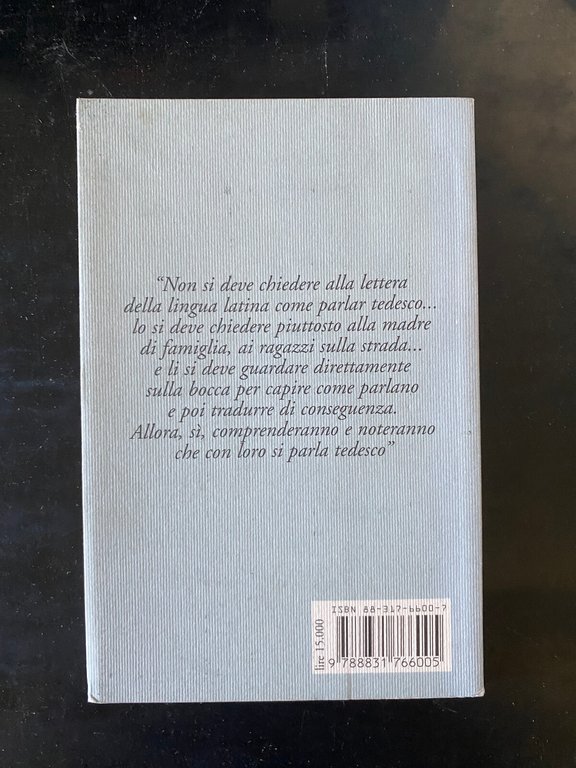 “Non si deve chiedere alla lettera
della lingua latina come parlar tedesco...
lo si deve chiedere piuttosto alla madre
di famiglia, ai ragazzi sulla strada...
e li si deve guardare direttamente
sulla bocca per capire come parlano
e poi tradurre di conseguenza.
Allora, sì, comprenderanno e noteranno
che con loro si parla tedesco”
ISBN 88-317-6600-7
lire 15.000
9 788831 766005